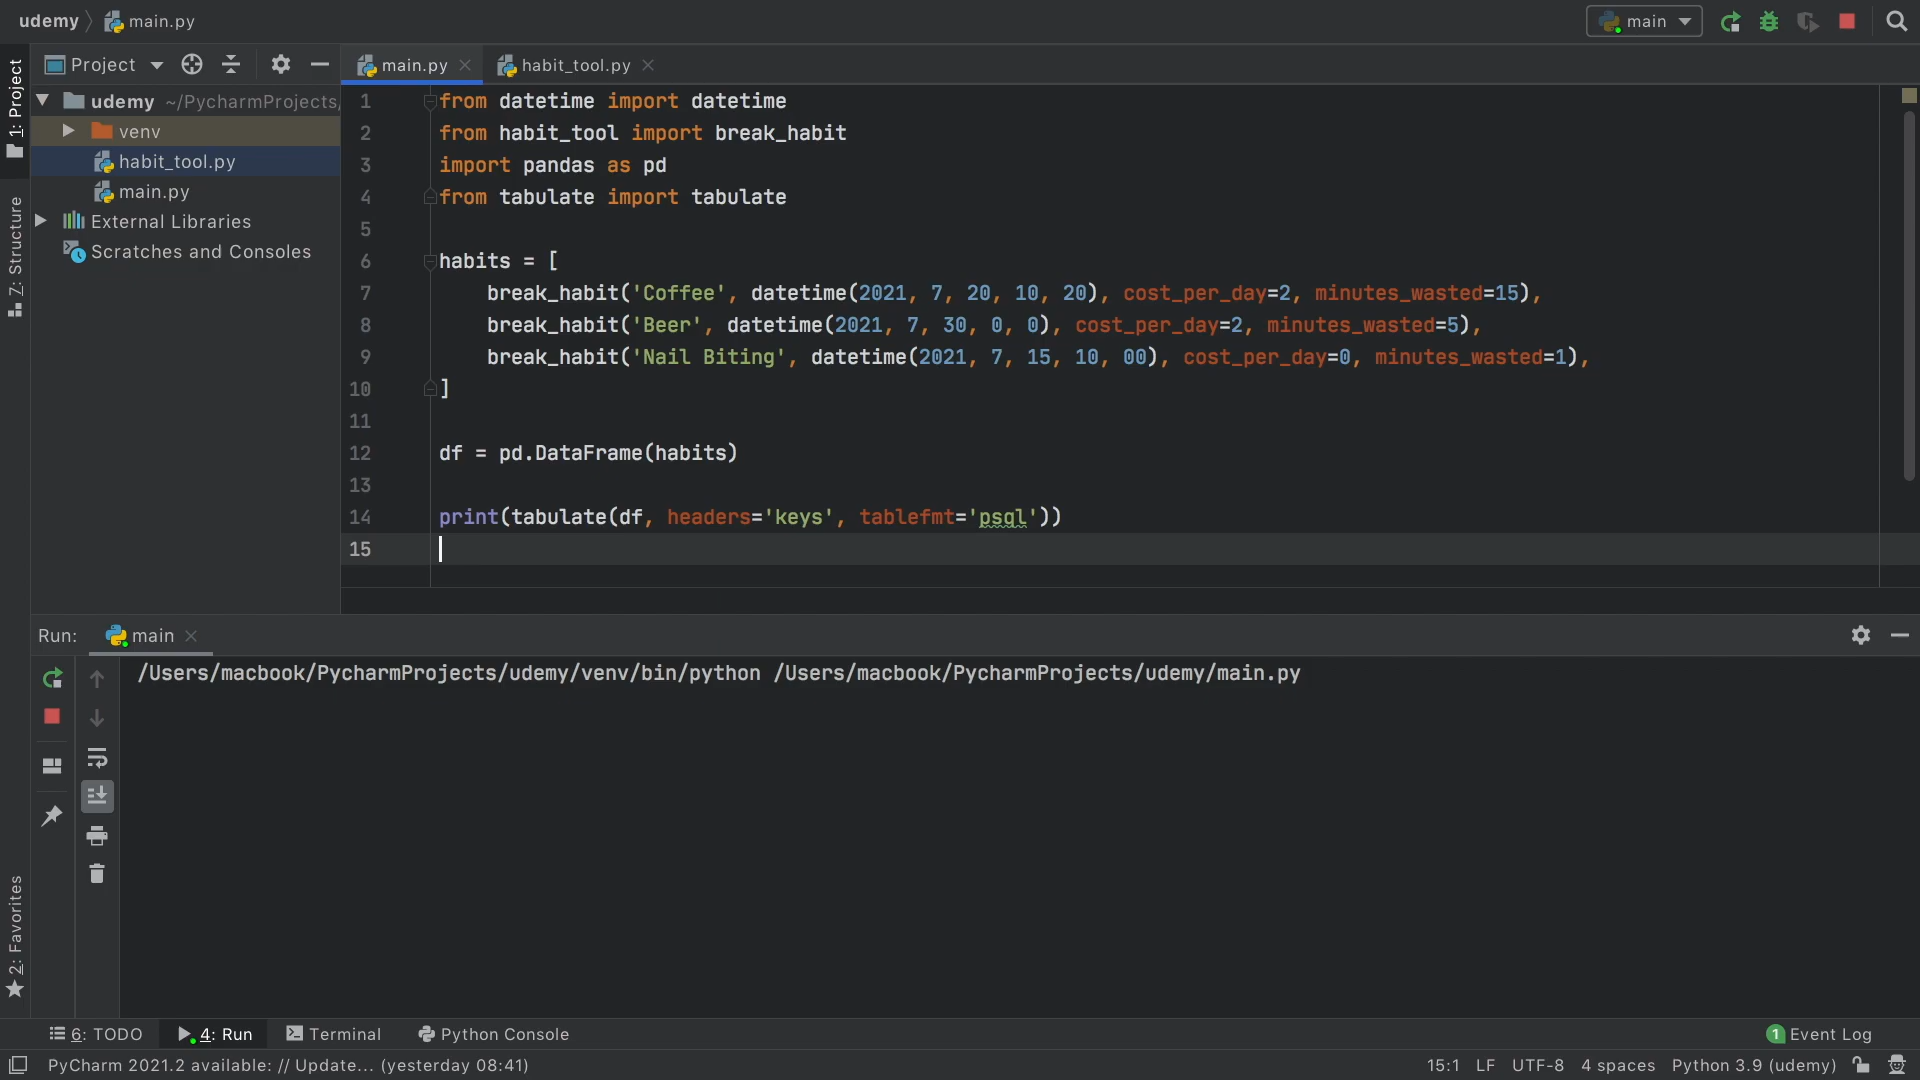 udemy main.py
main
1: Project
7: Structure
2: Favorites
Project
udemy ~/PycharmProjects/
venv
habit_tool.py
main.py
External Libraries
Scratches and Consoles
main.py habit_tool.py
1 from datetime import datetime
2 from habit_tool import break_habit
3 import pandas as pd
4 from tabulate import tabulate
5
6 habits = [
7 break_habit('Coffee', datetime(2021, 7, 20, 10, 20), cost_per_day=2, minutes_wasted=15),
8 break_habit('Beer', datetime(2021, 7, 30, 0, 0), cost_per_day=2, minutes_wasted=5),
9 break_habit('Nail Biting', datetime(2021, 7, 15, 10, 00), cost_per_day=0, minutes_wasted=1),
10 ]
11
12 df = pd.DataFrame(habits)
13
14 print(tabulate(df, headers='keys', tablefmt='psql'))
15
Run: main
/Users/macbook/PycharmProjects/udemy/venv/bin/python /Users/macbook/PycharmProjects/udemy/main.py
6: TODO 4: Run Terminal Python Console 1 Event Log
PyCharm 2021.2 available: // Update... (yesterday 08:41) 15:1 LF UTF-8 4 spaces Python 3.9 (udemy)